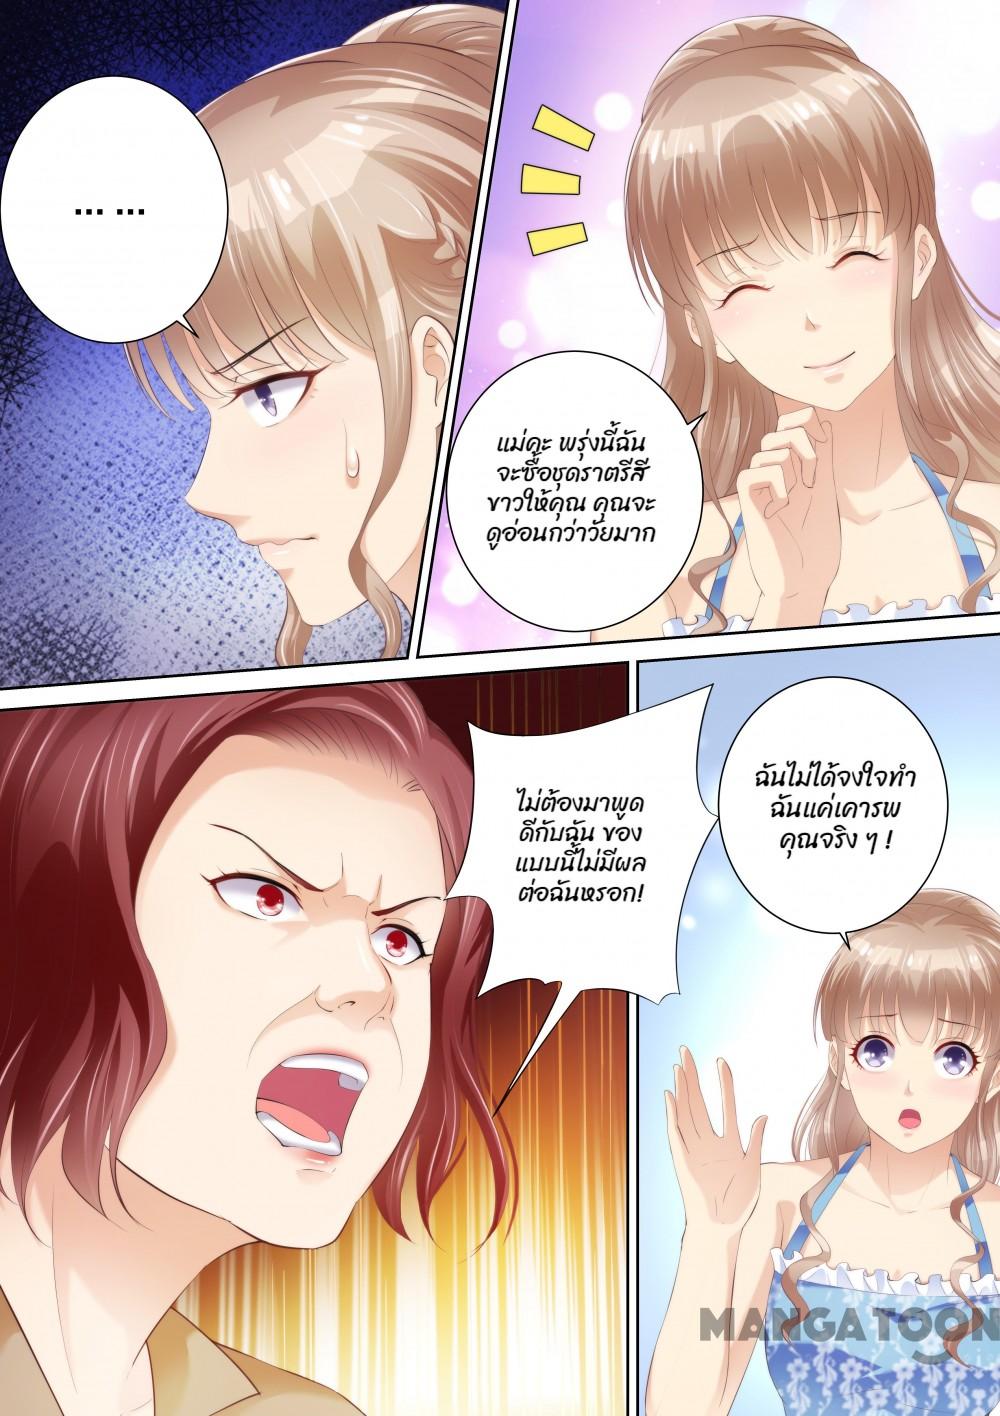 ... ...
แม่คะ พรุ่งนี้ฉัน
จะซื้อชุดราตรีสี
ขาวให้คุณ คุณจะ
ดูอ่อนกว่าวัยมาก
ไม่ต้องมาพูด
ดีกับฉัน ของ
แบบนี้ไม่มีผล
ต่อฉันหรอก!
ฉันไม่ได้จงใจทำ
ฉันแค่เคารพ
คุณจริง ๆ !
MANGATOON